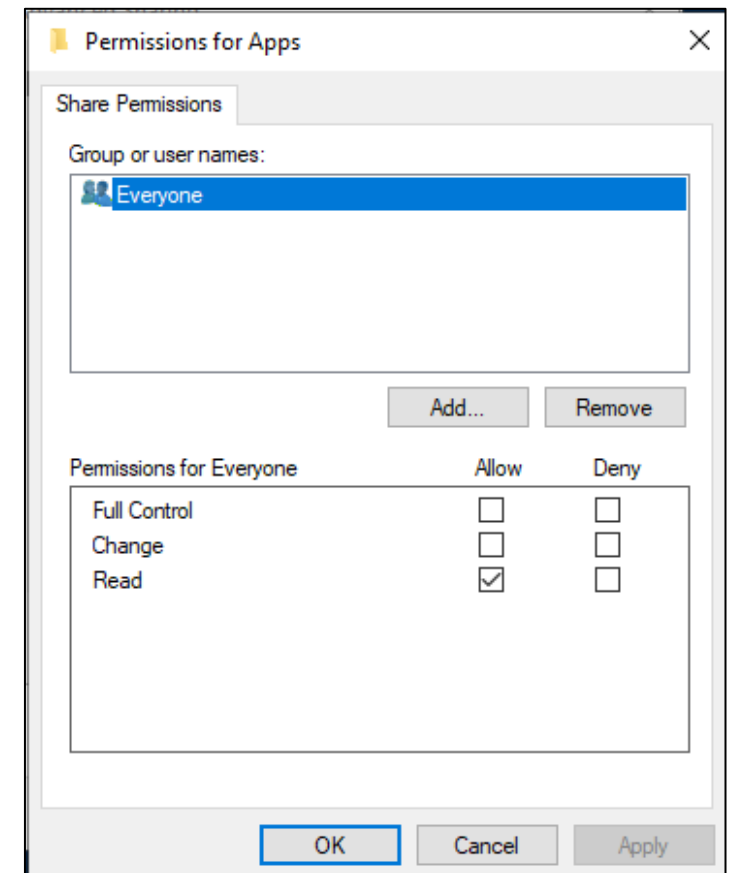 Permissions for Apps
Share Permissions
Group or user names:
Everyone
Add... Remove
Permissions for Everyone Allow Deny
Full Control
Change
Read
OK Cancel Apply